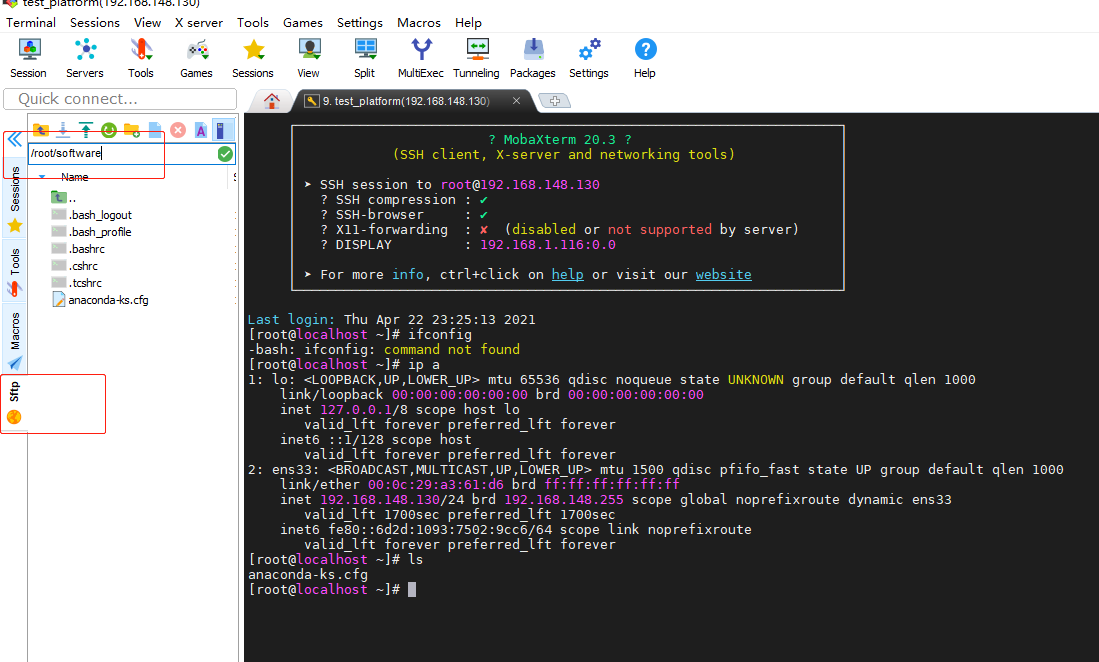 test_platform(192.168.148.130)
Terminal Sessions View X server Tools Games Settings Macros Help
Session Servers Tools Games Sessions View Split MultiExec Tunneling Packages Settings Help
Quick connect...
9. test_platform(192.168.148.130)
/root/software
Name
..
.bash_logout
.bash_profile
.bashrc
.cshrc
.tcshrc
anaconda-ks.cfg
Sessions
Tools
Macros
Sftp
? MobaXterm 20.3 ?
(SSH client, X-server and networking tools)
➤ SSH session to root@192.168.148.130
? SSH compression : ✔
? SSH-browser : ✔
? X11-forwarding : ✘ (disabled or not supported by server)
? DISPLAY : 192.168.1.116:0.0
➤ For more info, ctrl+click on help or visit our website
Last login: Thu Apr 22 23:25:13 2021
[root@localhost ~]# ifconfig
-bash: ifconfig: command not found
[root@localhost ~]# ip a
1: lo: <LOOPBACK,UP,LOWER_UP> mtu 65536 qdisc noqueue state UNKNOWN group default qlen 1000
link/loopback 00:00:00:00:00:00 brd 00:00:00:00:00:00
inet 127.0.0.1/8 scope host lo
valid_lft forever preferred_lft forever
inet6 ::1/128 scope host
valid_lft forever preferred_lft forever
2: ens33: <BROADCAST,MULTICAST,UP,LOWER_UP> mtu 1500 qdisc pfifo_fast state UP group default qlen 1000
link/ether 00:0c:29:a3:61:d6 brd ff:ff:ff:ff:ff:ff
inet 192.168.148.130/24 brd 192.168.148.255 scope global noprefixroute dynamic ens33
valid_lft 1700sec preferred_lft 1700sec
inet6 fe80::6d2d:1093:7502:9cc6/64 scope link noprefixroute
valid_lft forever preferred_lft forever
[root@localhost ~]# ls
anaconda-ks.cfg
[root@localhost ~]#